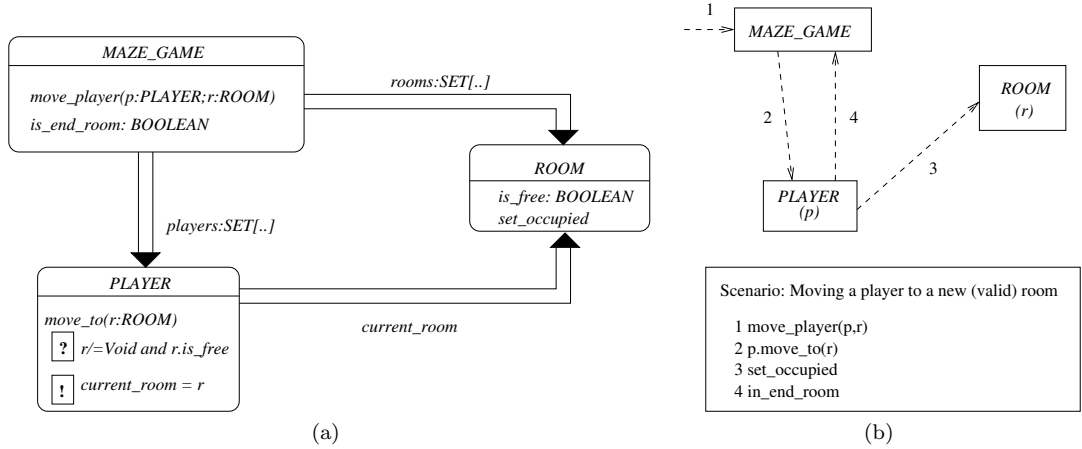 MAZE_GAME
move_player(p:PLAYER;r:ROOM)
is_end_room: BOOLEAN
rooms:SET[..]
ROOM
is_free: BOOLEAN
set_occupied
players:SET[..]
PLAYER
move_to(r:ROOM)
? r/=Void and r.is_free
! current_room = r
current_room
(a)
1
MAZE_GAME
ROOM
(r)
2
4
3
PLAYER
(p)
Scenario: Moving a player to a new (valid) room
1 move_player(p,r)
2 p.move_to(r)
3 set_occupied
4 in_end_room
(b)